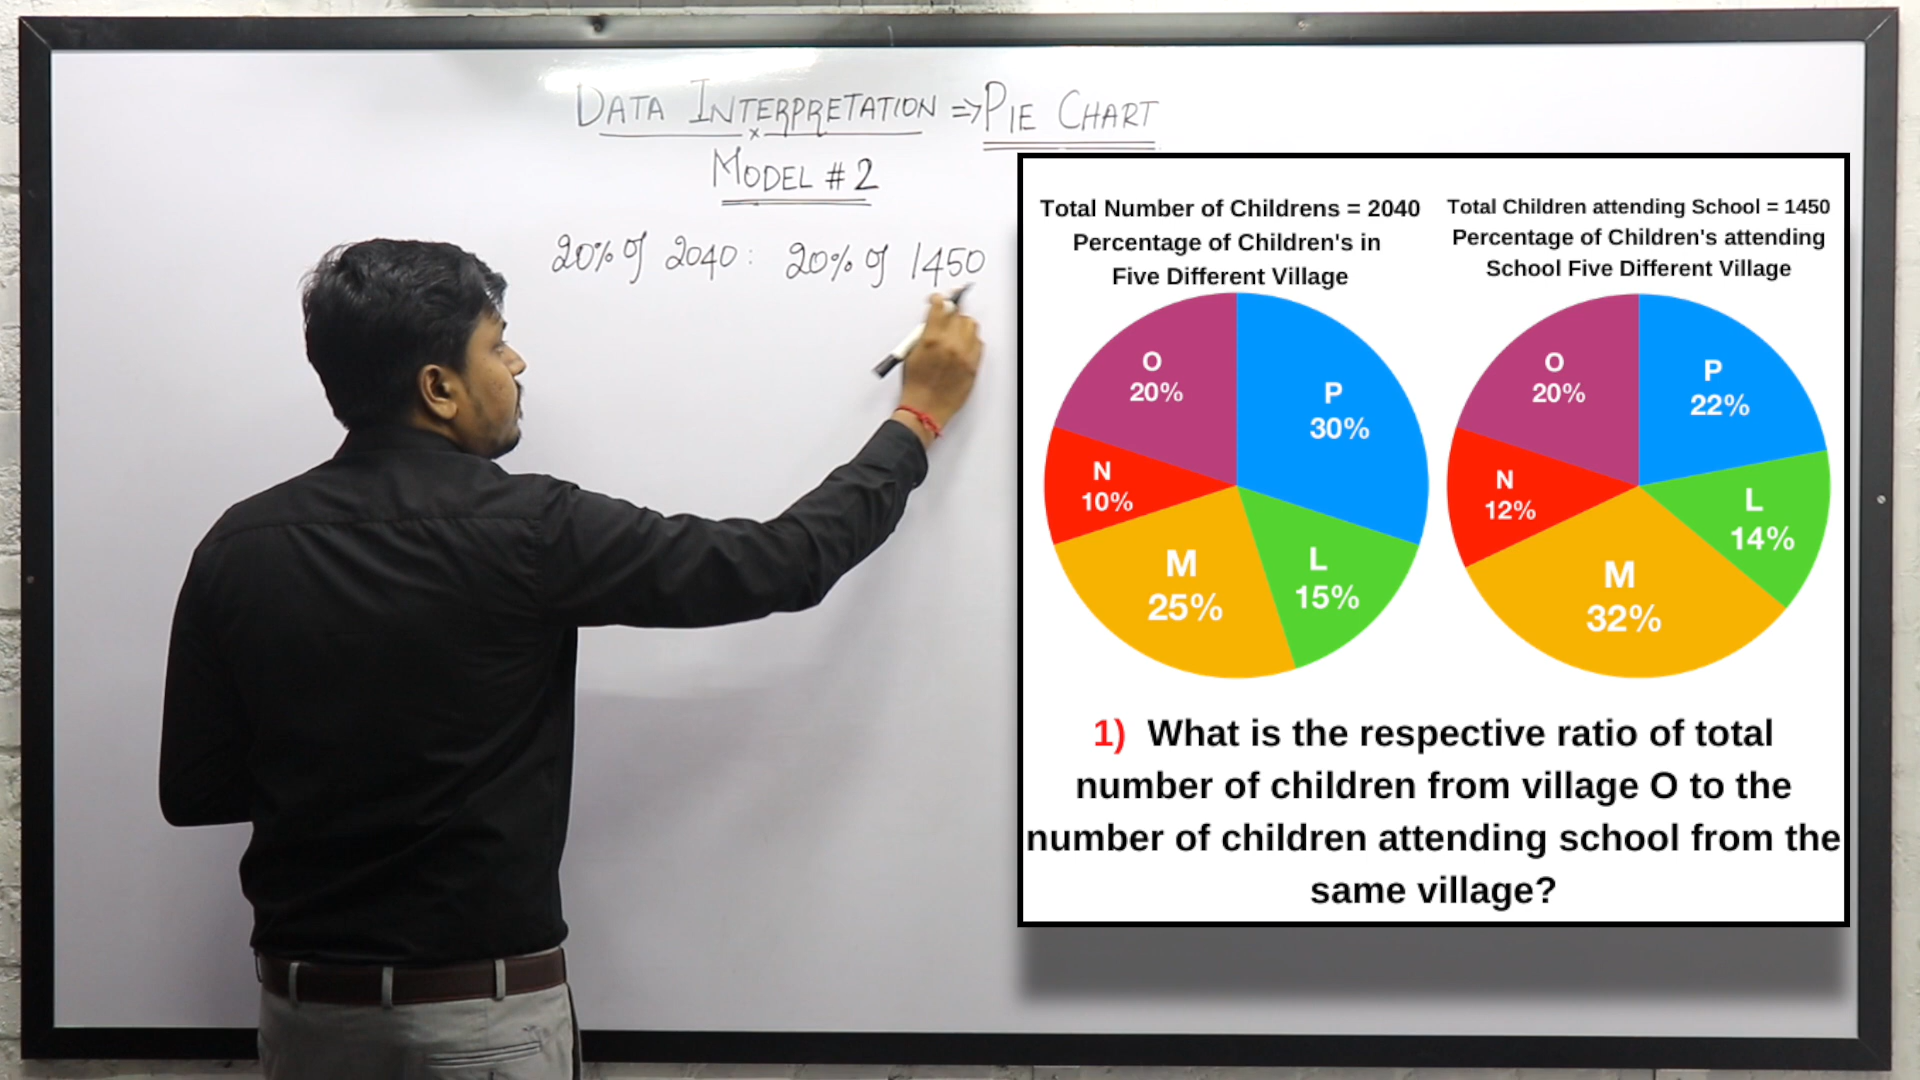 DATA INTERPRETATION => PIE CHART
MODEL #2
20% of 2040 : 20% of 1450
Total Number of Childrens = 2040
Percentage of Children's in
Five Different Village
O
20%
P
30%
N
10%
M
25%
L
15%
Total Children attending School = 1450
Percentage of Children's attending
School Five Different Village
O
20%
P
22%
N
12%
L
14%
M
32%
1) What is the respective ratio of total
number of children from village O to the
number of children attending school from the
same village?